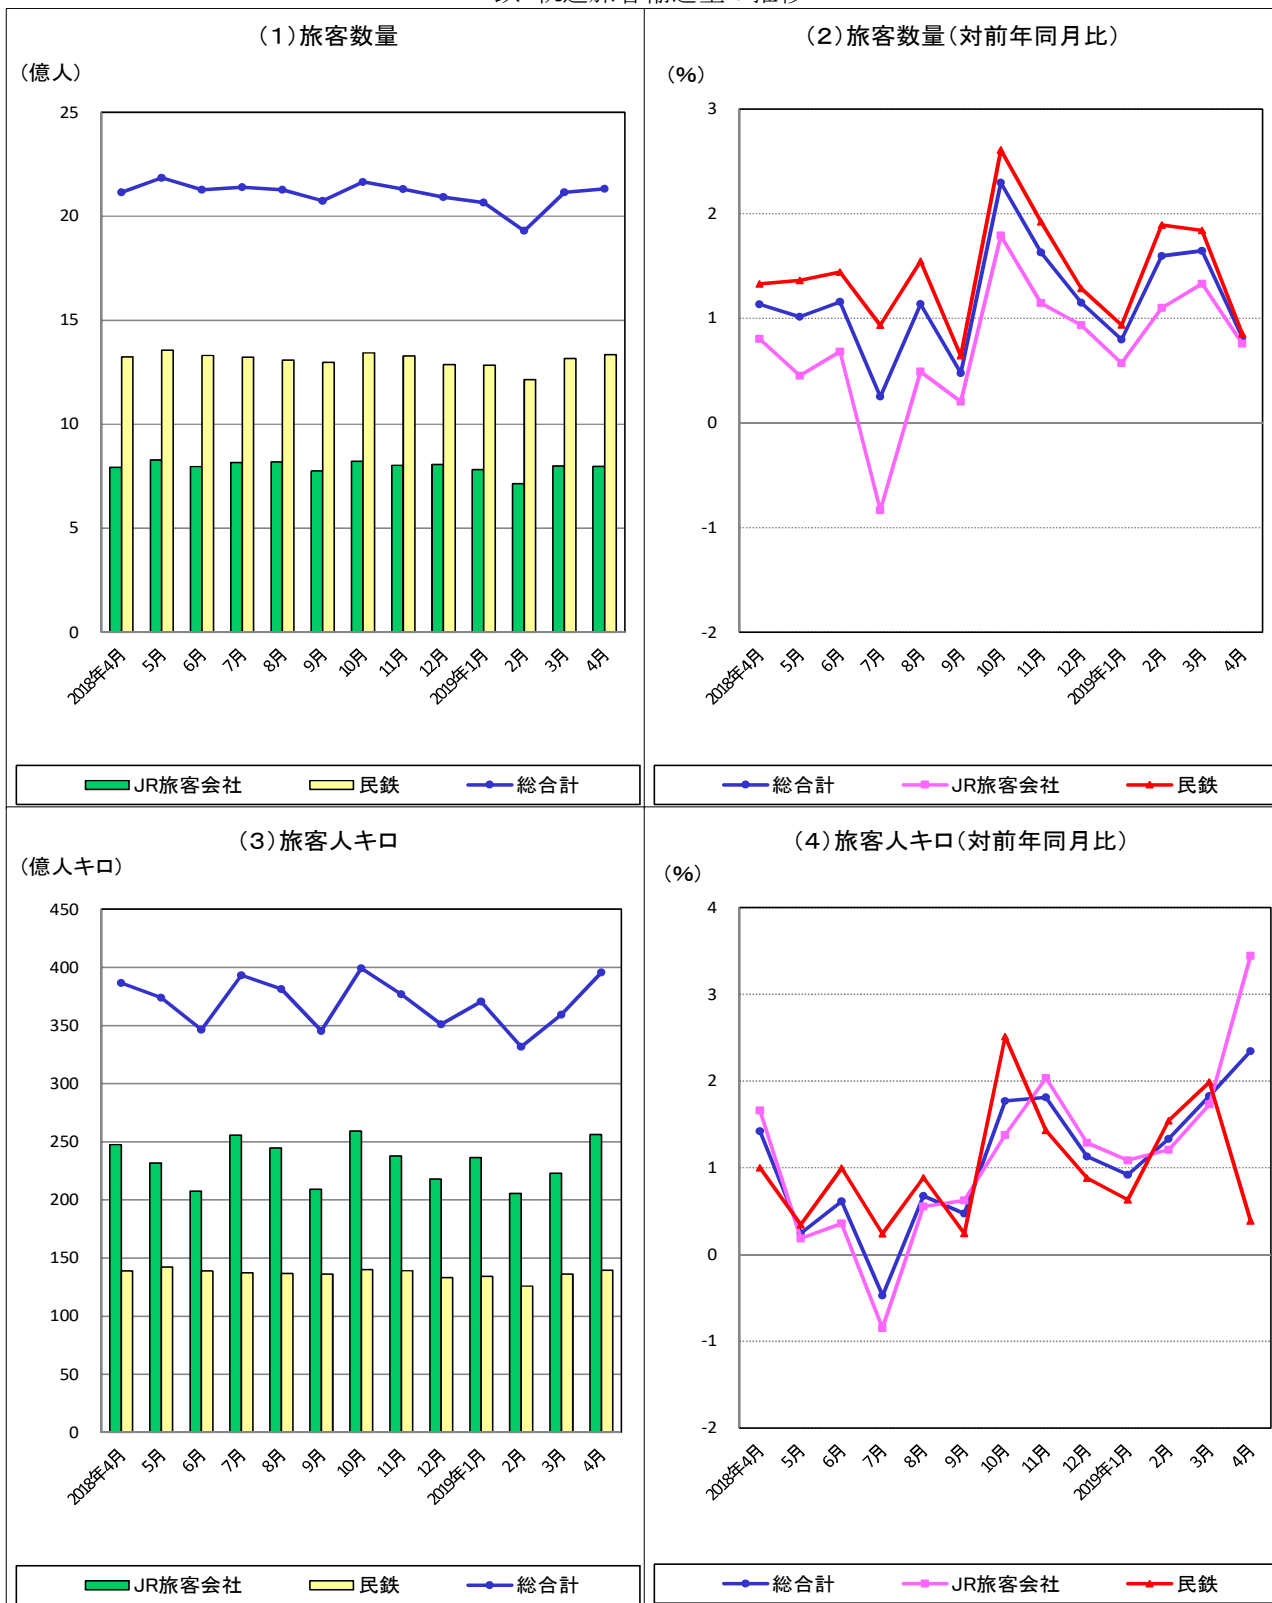 (1)旅客数量
(億人)
25
20
15
10
5
0
2018年4月
5月
6月
7月
8月
9月
10月
11月
12月
2019年1月
2月
3月
4月
JR旅客会社
民鉄
総合計
(2)旅客数量(対前年同月比)
(%)
3
2
1
0
-1
-2
2018年4月
5月
6月
7月
8月
9月
10月
11月
12月
2019年1月
2月
3月
4月
総合計
JR旅客会社
民鉄
(3)旅客人キロ
(億人キロ)
450
400
350
300
250
200
150
100
50
0
2018年4月
5月
6月
7月
8月
9月
10月
11月
12月
2019年1月
2月
3月
4月
JR旅客会社
民鉄
総合計
(4)旅客人キロ(対前年同月比)
(%)
4
3
2
1
0
-1
-2
2018年4月
5月
6月
7月
8月
9月
10月
11月
12月
2019年1月
2月
3月
4月
総合計
JR旅客会社
民鉄